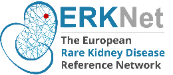 ERKNet
The European
Rare Kidney Disease
Reference Network